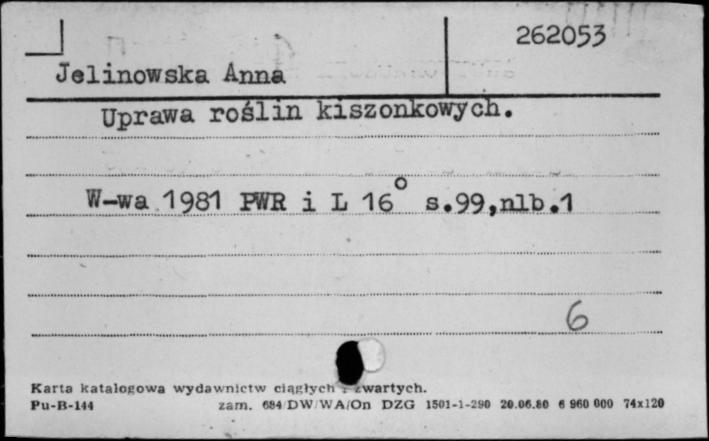 262053
Jelinowska Anna
Uprawa roślin kiszonkowych.
W-wa 1981 PWR i L 16° s.99,nlb.1
6
Karta katalogowa wydawnictw ciągłych i zwartych.
Pu-B-144 zam. 684/DW/WA/On DZG 1501-1-290 20.06.80 6 960 000 74x120